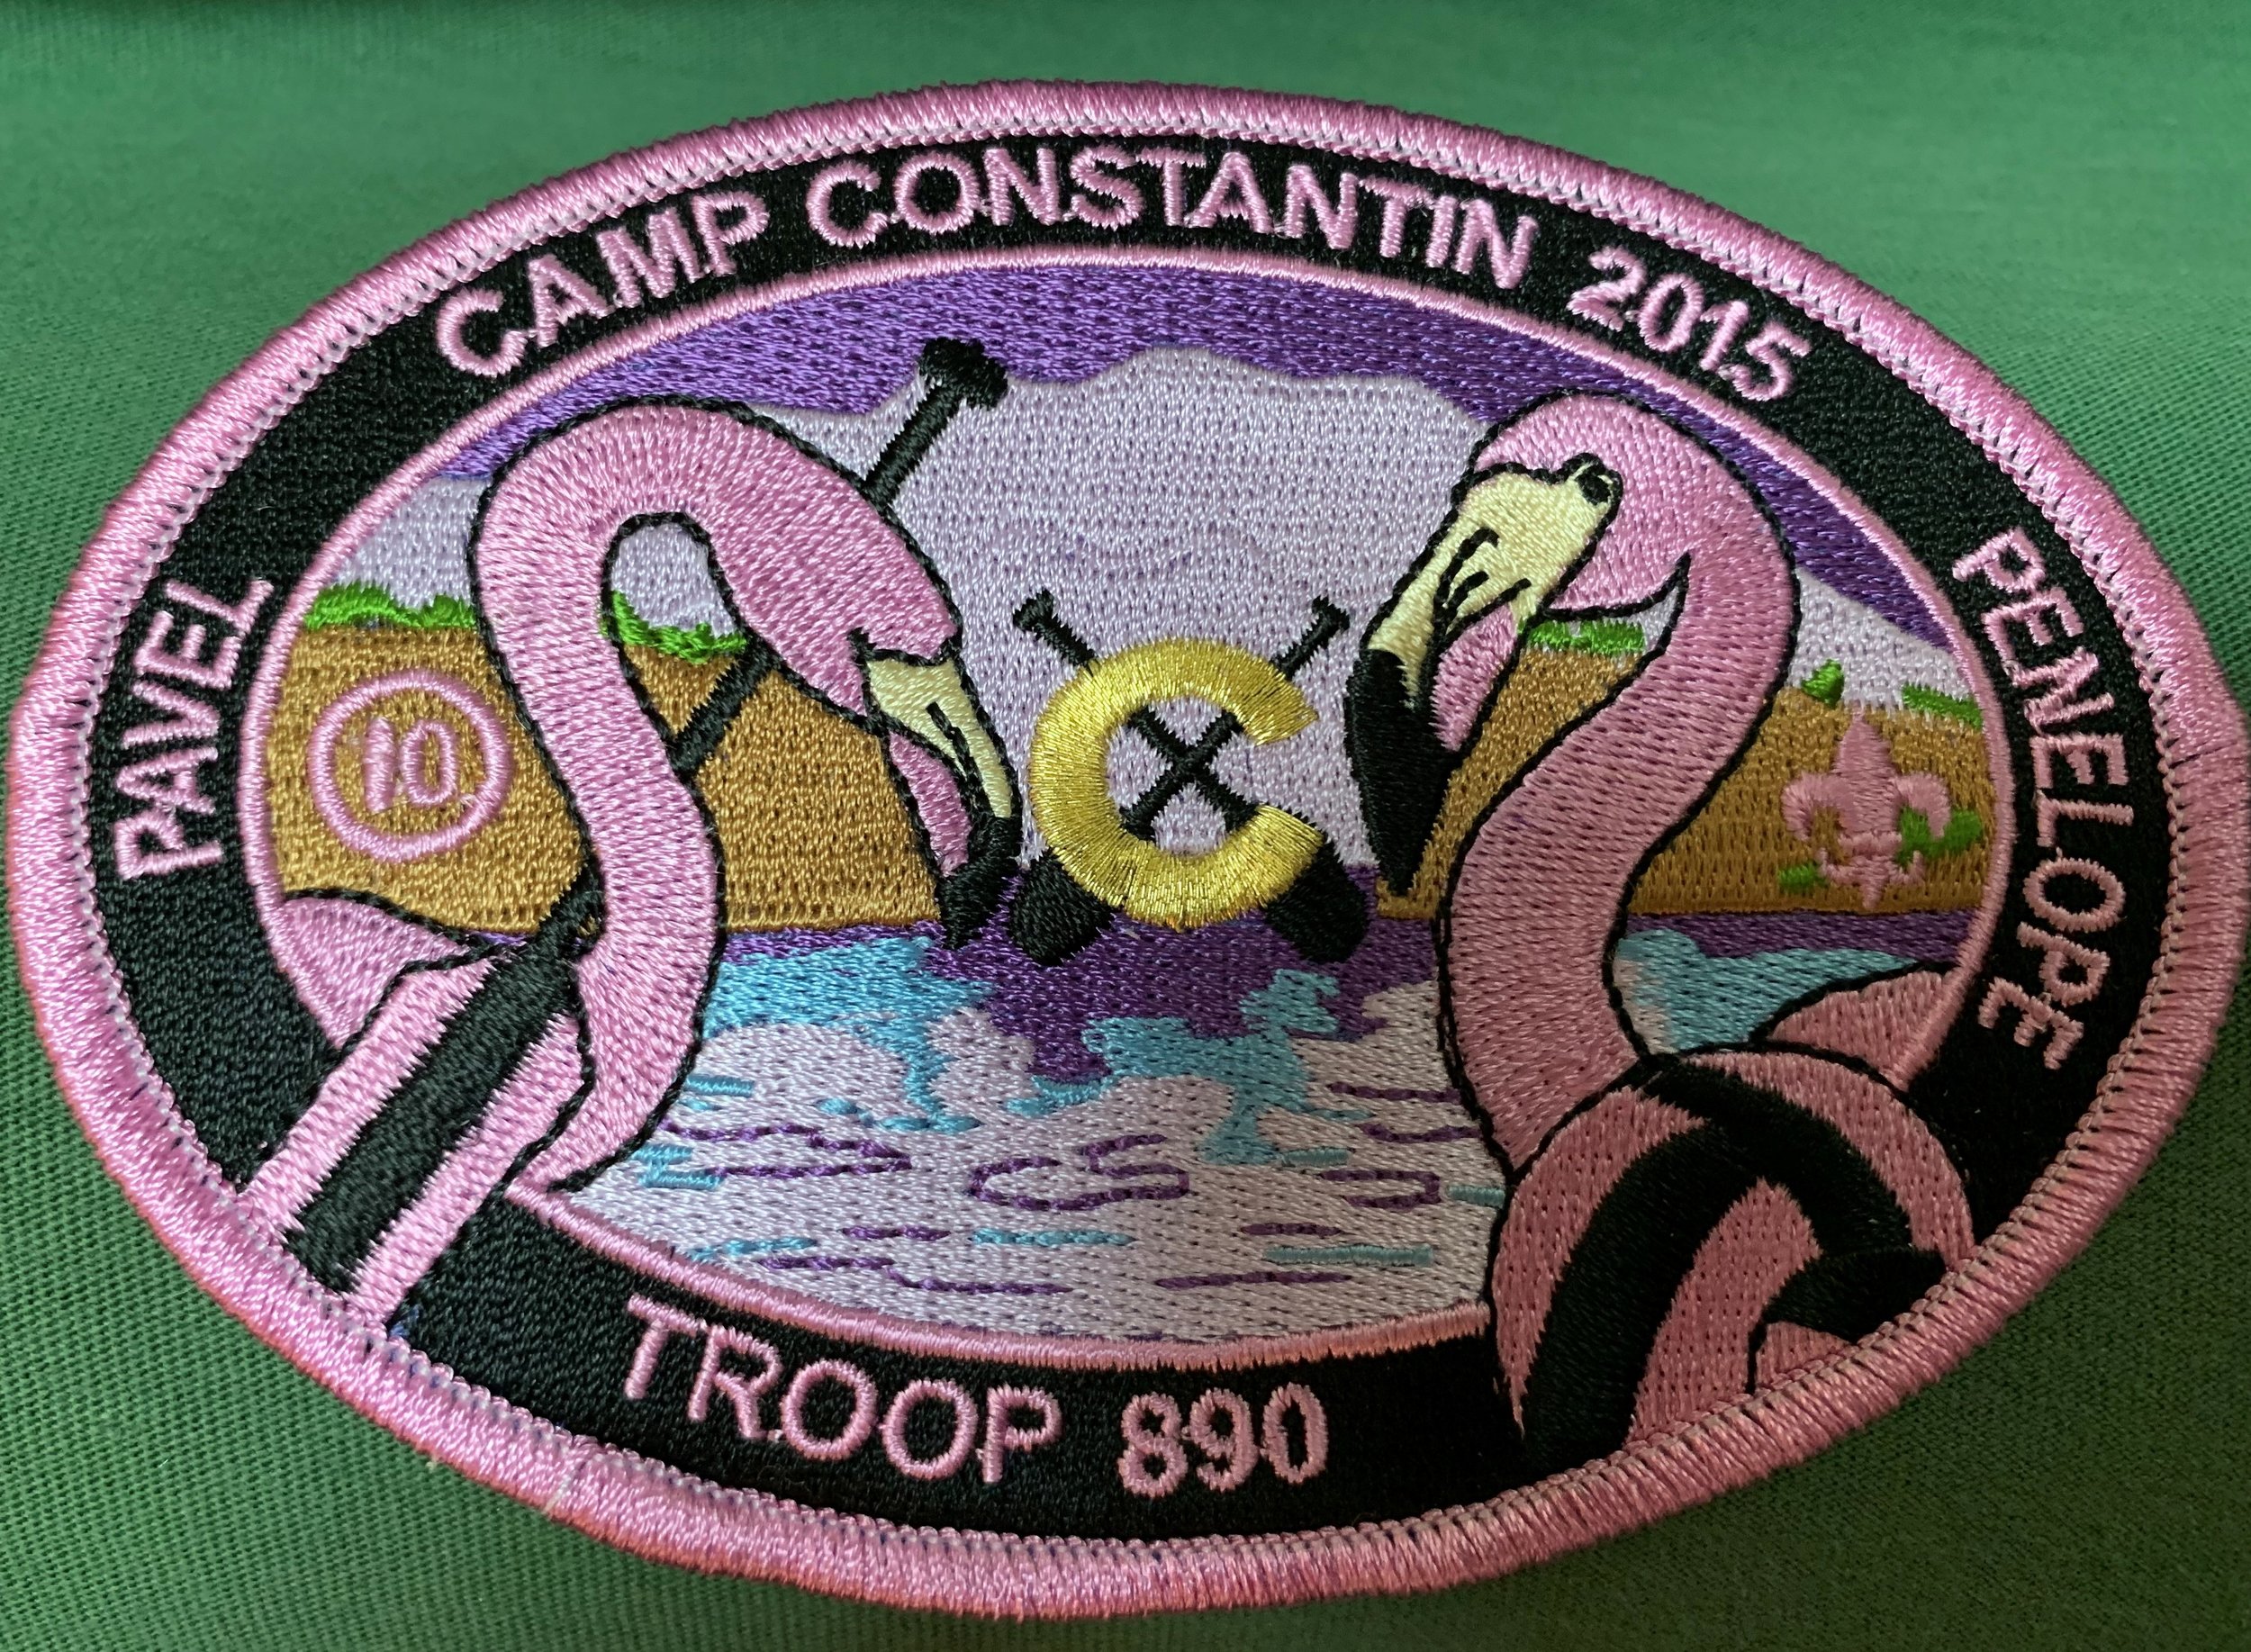 CAMP CONSTANTIN 2015
PAVEL
PENELOPE
10
C
TROOP 890